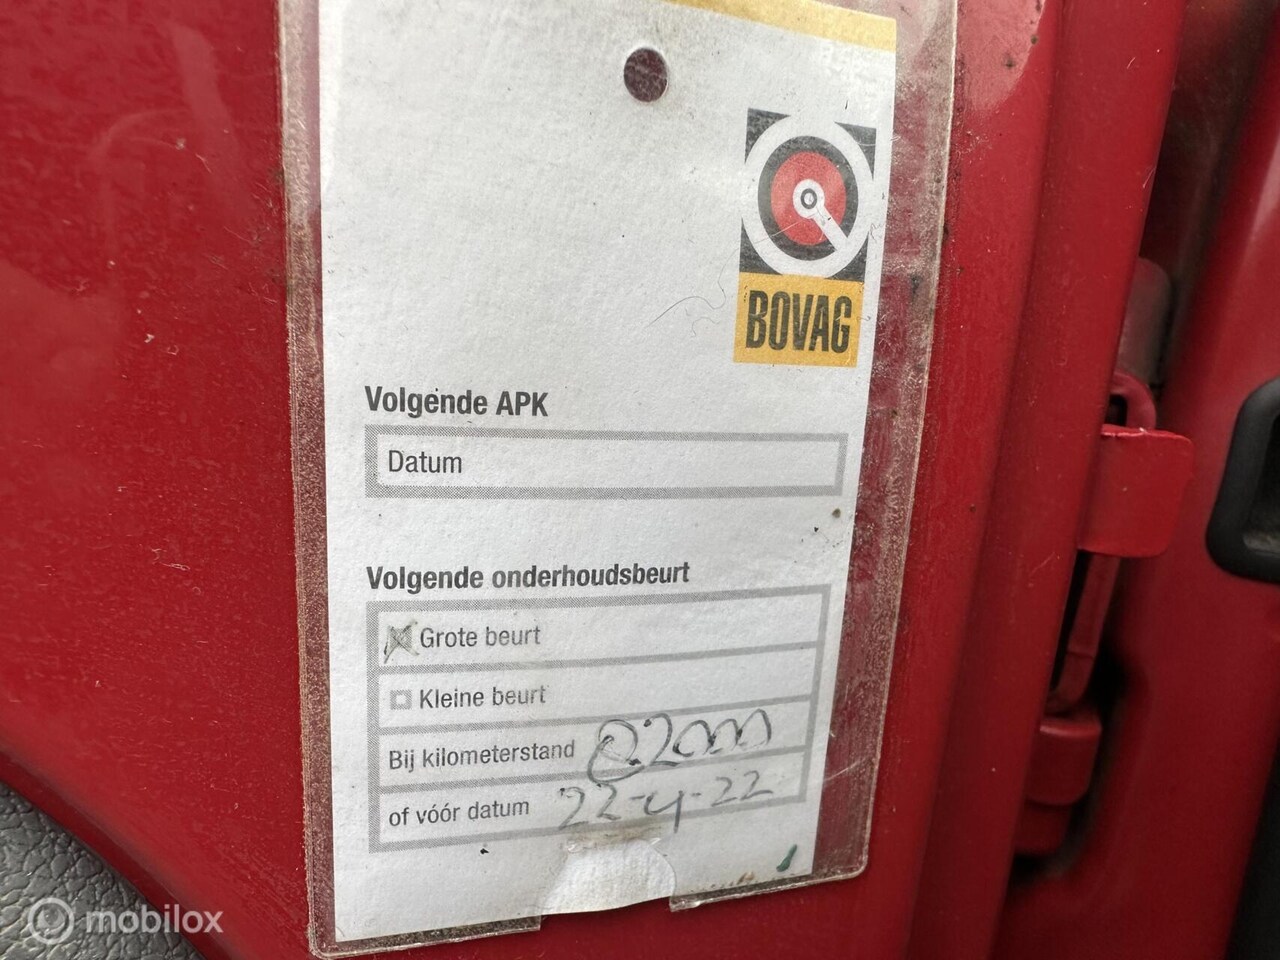 BOVAG
Volgende APK
Datum
Volgende onderhoudsbeurt
Grote beurt
Kleine beurt
Bij kilometerstand
of vóór datum 22-4-22
mobilox